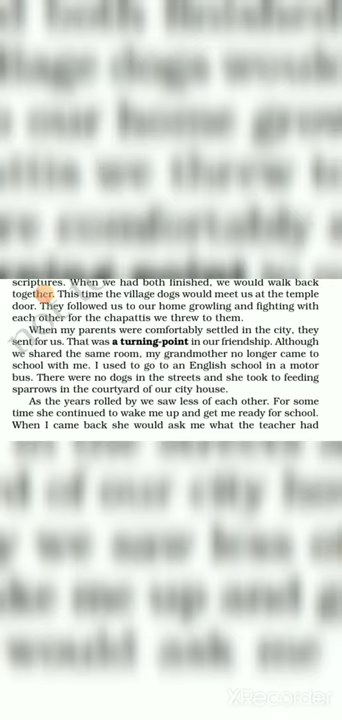 scriptures. When we had both finished, we would walk back
together. This time the village dogs would meet us at the temple
door. They followed us to our home growling and fighting with
each other for the chapattis we threw to them.
When my parents were comfortably settled in the city, they
sent for us. That was a turning-point in our friendship. Although
we shared the same room, my grandmother no longer came to
school with me. I used to go to an English school in a motor
bus. There were no dogs in the streets and she took to feeding
sparrows in the courtyard of our city house.
As the years rolled by we saw less of each other. For some
time she continued to wake me up and get me ready for school.
When I came back she would ask me what the teacher had
XRecorder